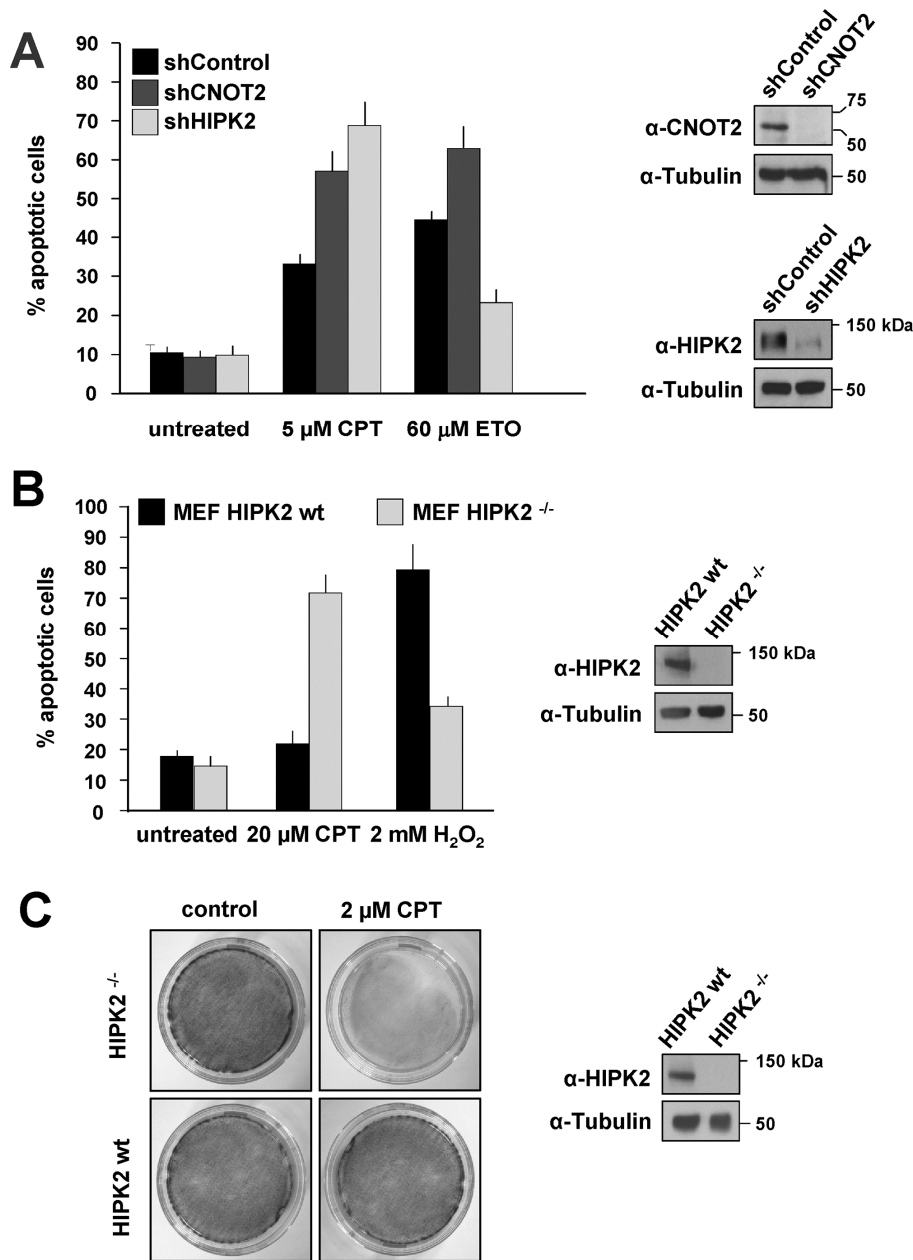 A
90
80
70
60
50
40
30
20
10
0
% apoptotic cells
shControl
shCNOT2
shHIPK2
untreated 5 µM CPT 60 µM ETO
shControl
shCNOT2
α-CNOT2
75
50
α-Tubulin
50
shControl
shHIPK2
α-HIPK2
150 kDa
α-Tubulin
50
B
100
90
80
70
60
50
40
30
20
10
0
% apoptotic cells
MEF HIPK2 wt MEF HIPK2 -/-
untreated 20 µM CPT 2 mM H₂O₂
HIPK2 wt
HIPK2 -/-
α-HIPK2
150 kDa
α-Tubulin
50
C
control 2 µM CPT
HIPK2 -/-
HIPK2 wt
HIPK2 wt
HIPK2 -/-
α-HIPK2
150 kDa
α-Tubulin
50